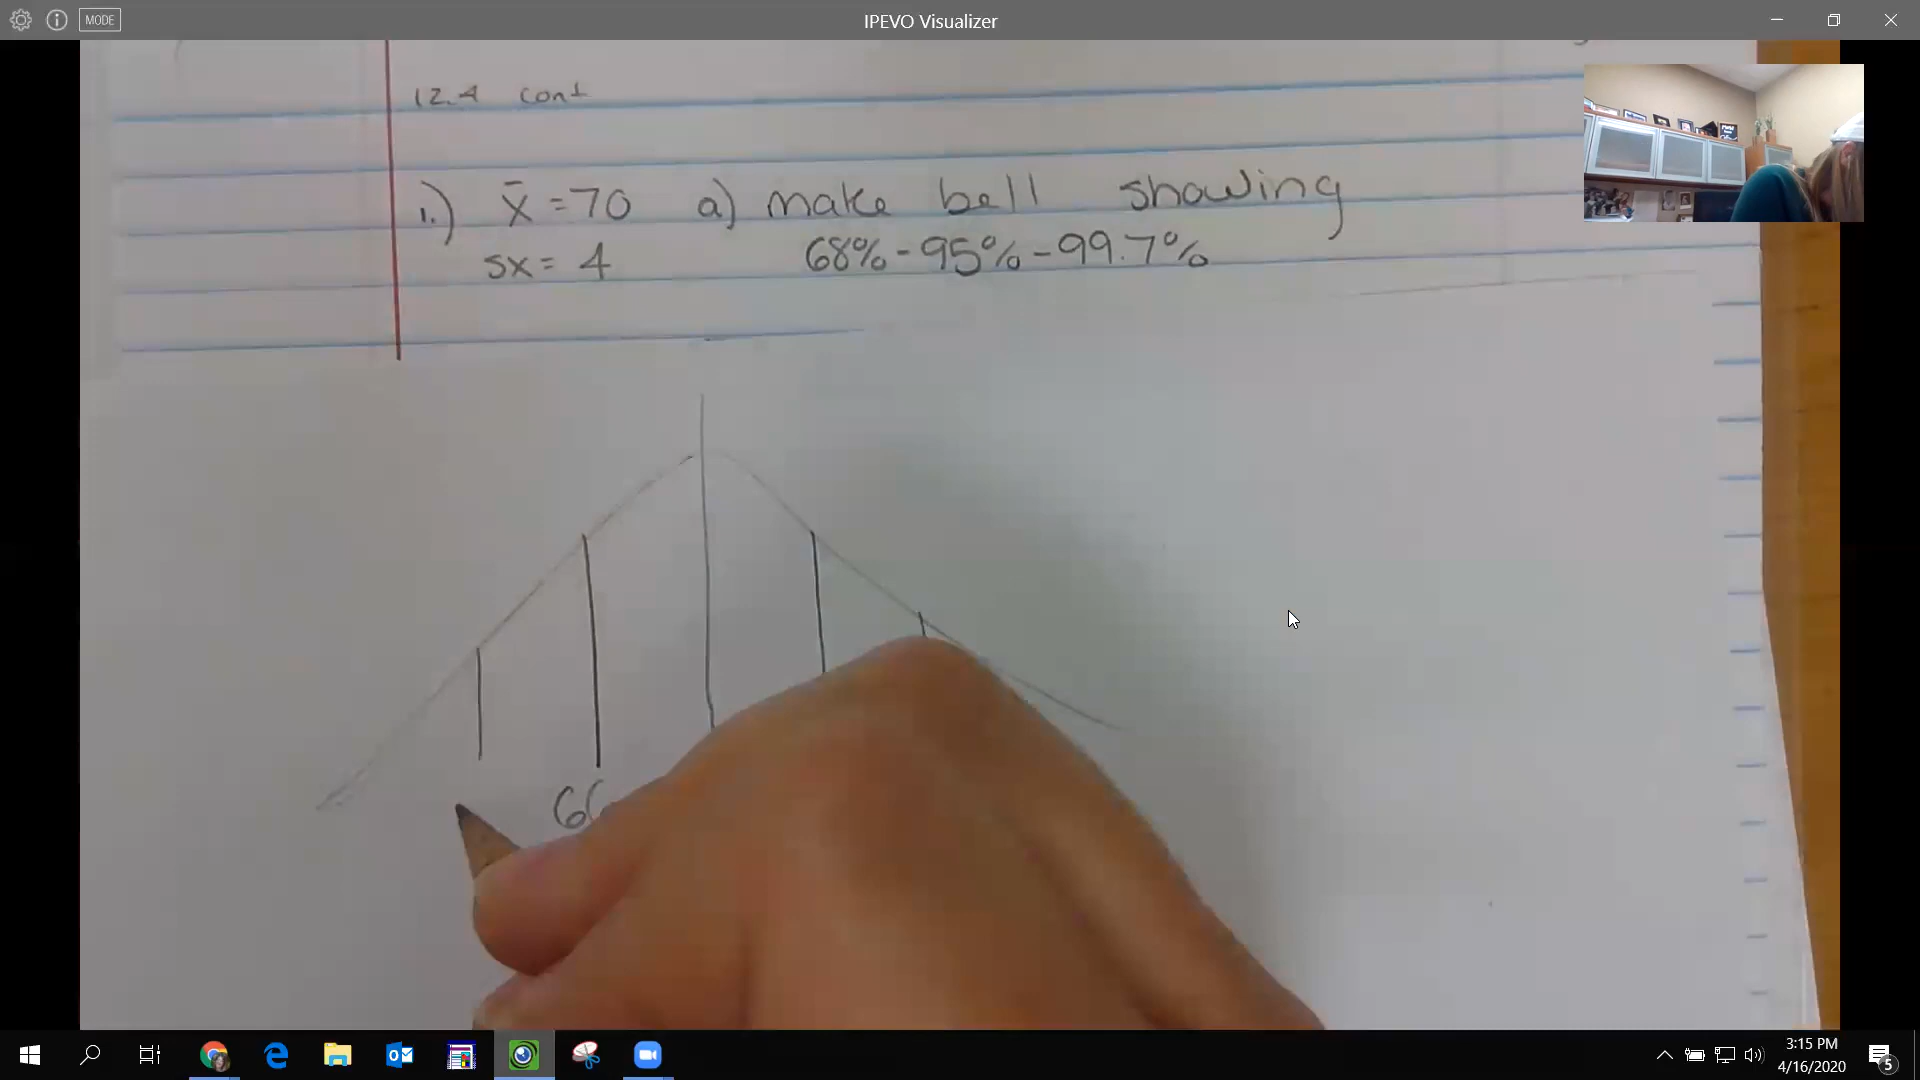 MODE
IPEVO Visualizer
12.4 cont
1.) x̄ = 70 a) make bell showing
sx = 4 68% - 95% - 99.7%
3:15 PM
4/16/2020
5